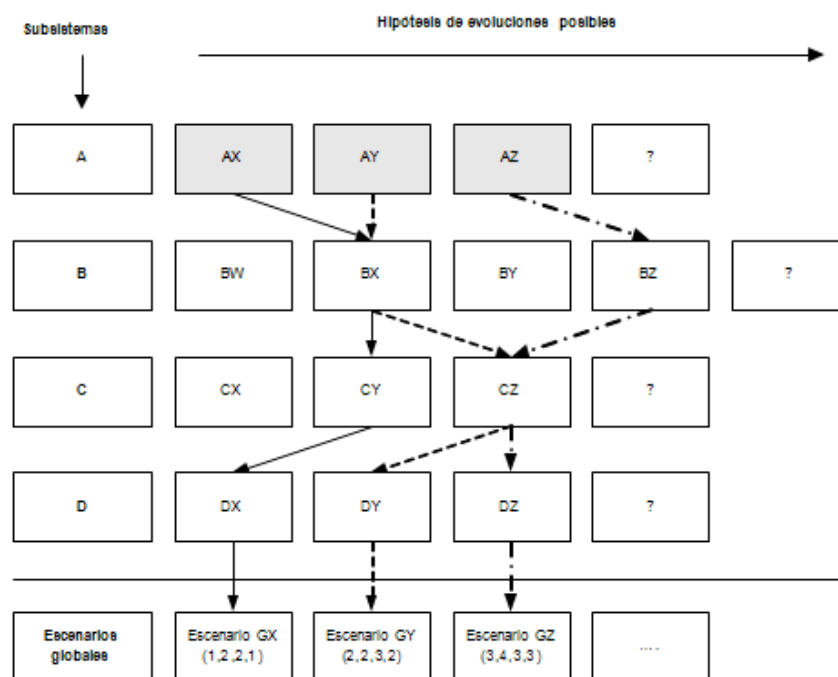 Subsistemas
Hipótesis de evoluciones posibles
A
AX
AY
AZ
?
B
BW
BX
BY
BZ
?
C
CX
CY
CZ
?
D
DX
DY
DZ
?
Escenarios
globales
Escenario GX
(1,2,2,1)
Escenario GY
(2,2,3,2)
Escenario GZ
(3,4,3,3)
....